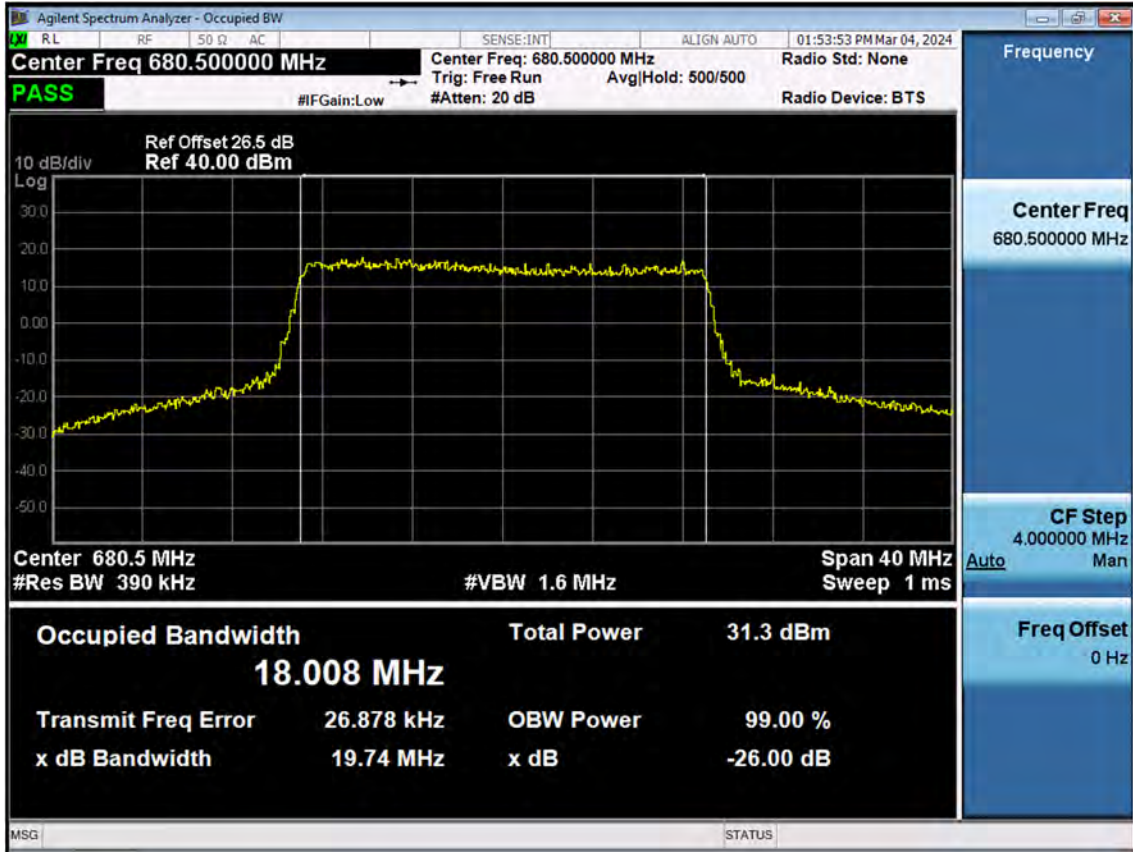 Agilent Spectrum Analyzer - Occupied BW
LXI RL RF 50 Ω AC SENSE:INT ALIGN AUTO 01:53:53 PM Mar 04, 2024
Center Freq 680.500000 MHz Center Freq: 680.500000 MHz Radio Std: None
Trig: Free Run Avg|Hold: 500/500
PASS #IFGain:Low #Atten: 20 dB Radio Device: BTS
Ref Offset 26.5 dB
10 dB/div Ref 40.00 dBm
Log
30.0
20.0
10.0
0.00
-10.0
-20.0
-30.0
-40.0
-50.0
Center 680.5 MHz Span 40 MHz
#Res BW 390 kHz #VBW 1.6 MHz Sweep 1 ms
Occupied Bandwidth Total Power 31.3 dBm
18.008 MHz
Transmit Freq Error 26.878 kHz OBW Power 99.00 %
x dB Bandwidth 19.74 MHz x dB -26.00 dB
MSG STATUS
Frequency
Center Freq
680.500000 MHz
CF Step
4.000000 MHz
Auto Man
Freq Offset
0 Hz